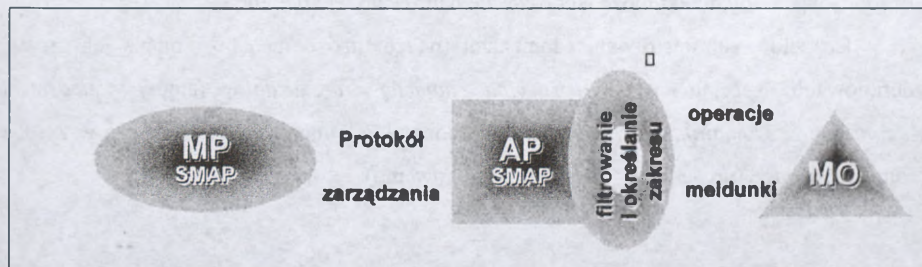 MP
SMAP
Protokół
zarządzania
AP
SMAP
filtrowanie
i określanie
zakresu
operacje
meldunki
MO